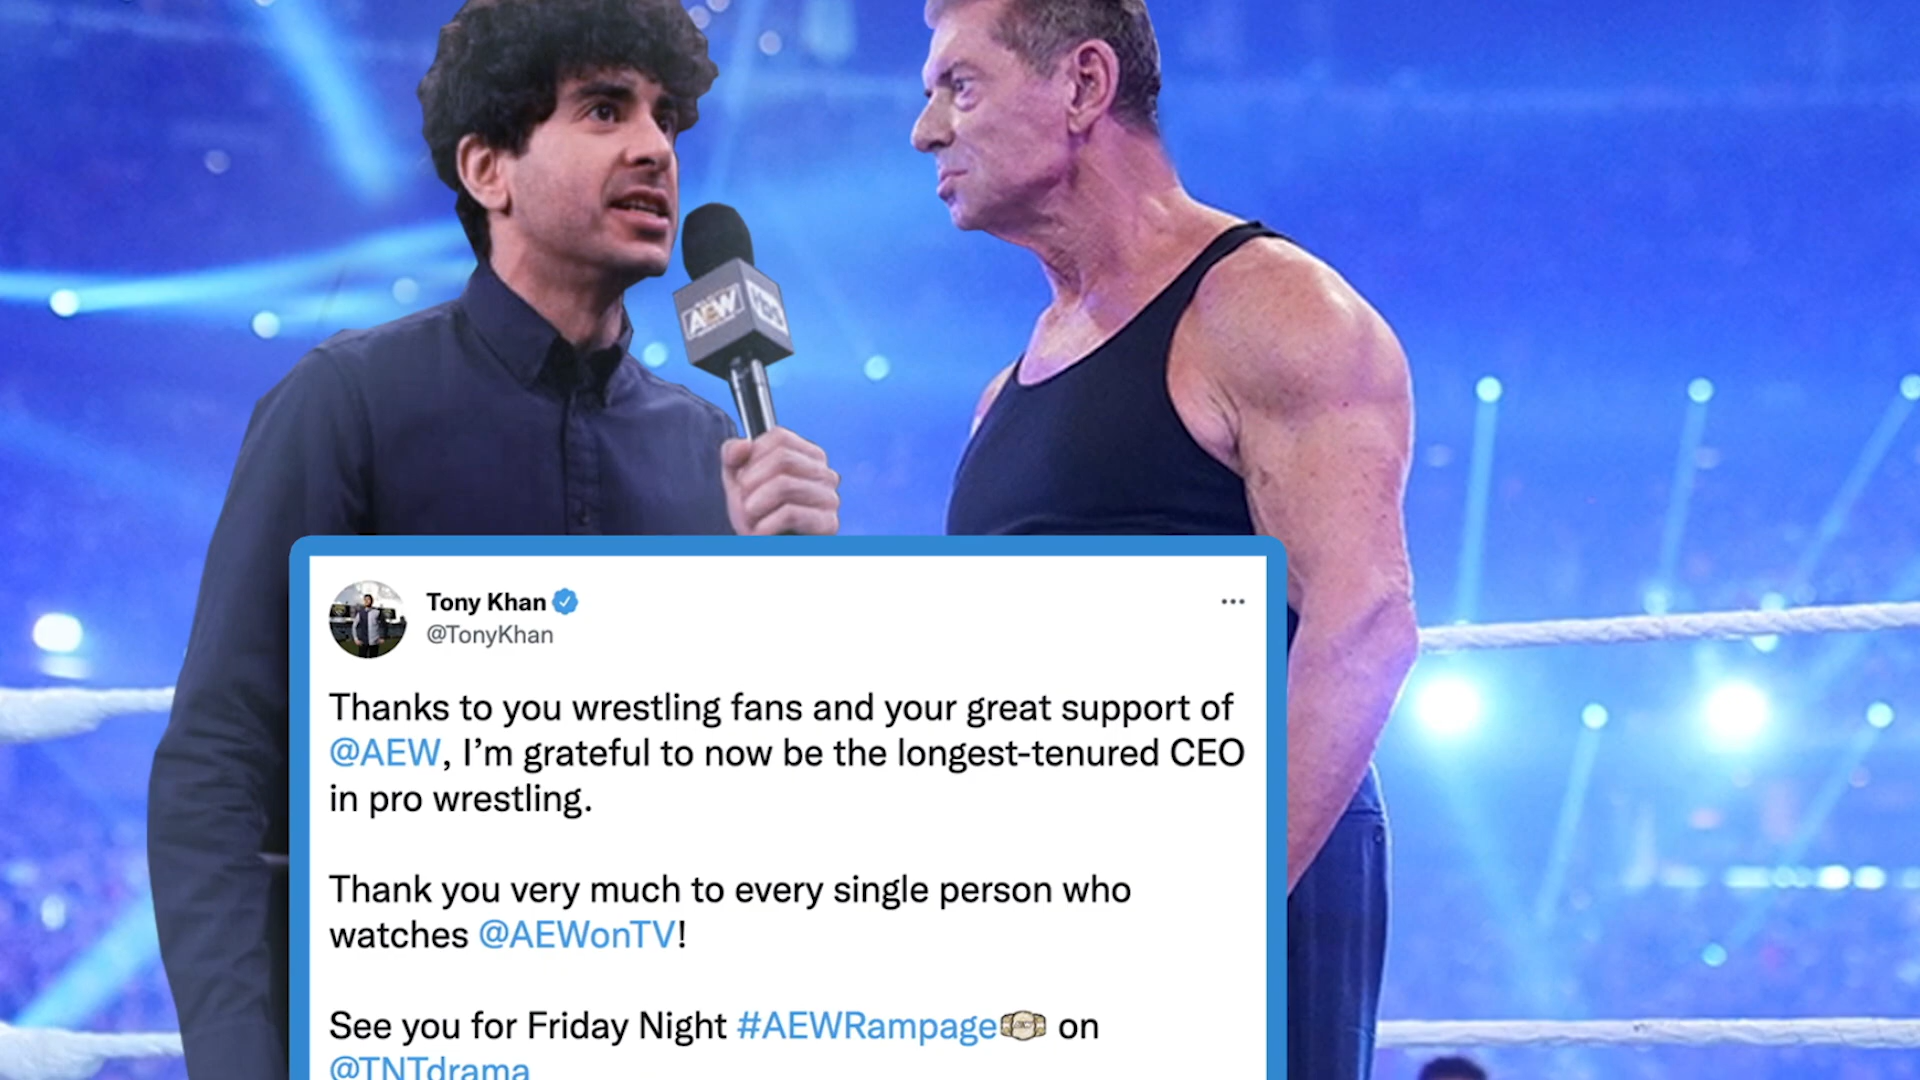 AEW
tbs
Tony Khan
@TonyKhan
Thanks to you wrestling fans and your great support of
@AEW, I’m grateful to now be the longest-tenured CEO
in pro wrestling.
Thank you very much to every single person who
watches @AEWonTV!
See you for Friday Night #AEWRampage on
@TNTdrama